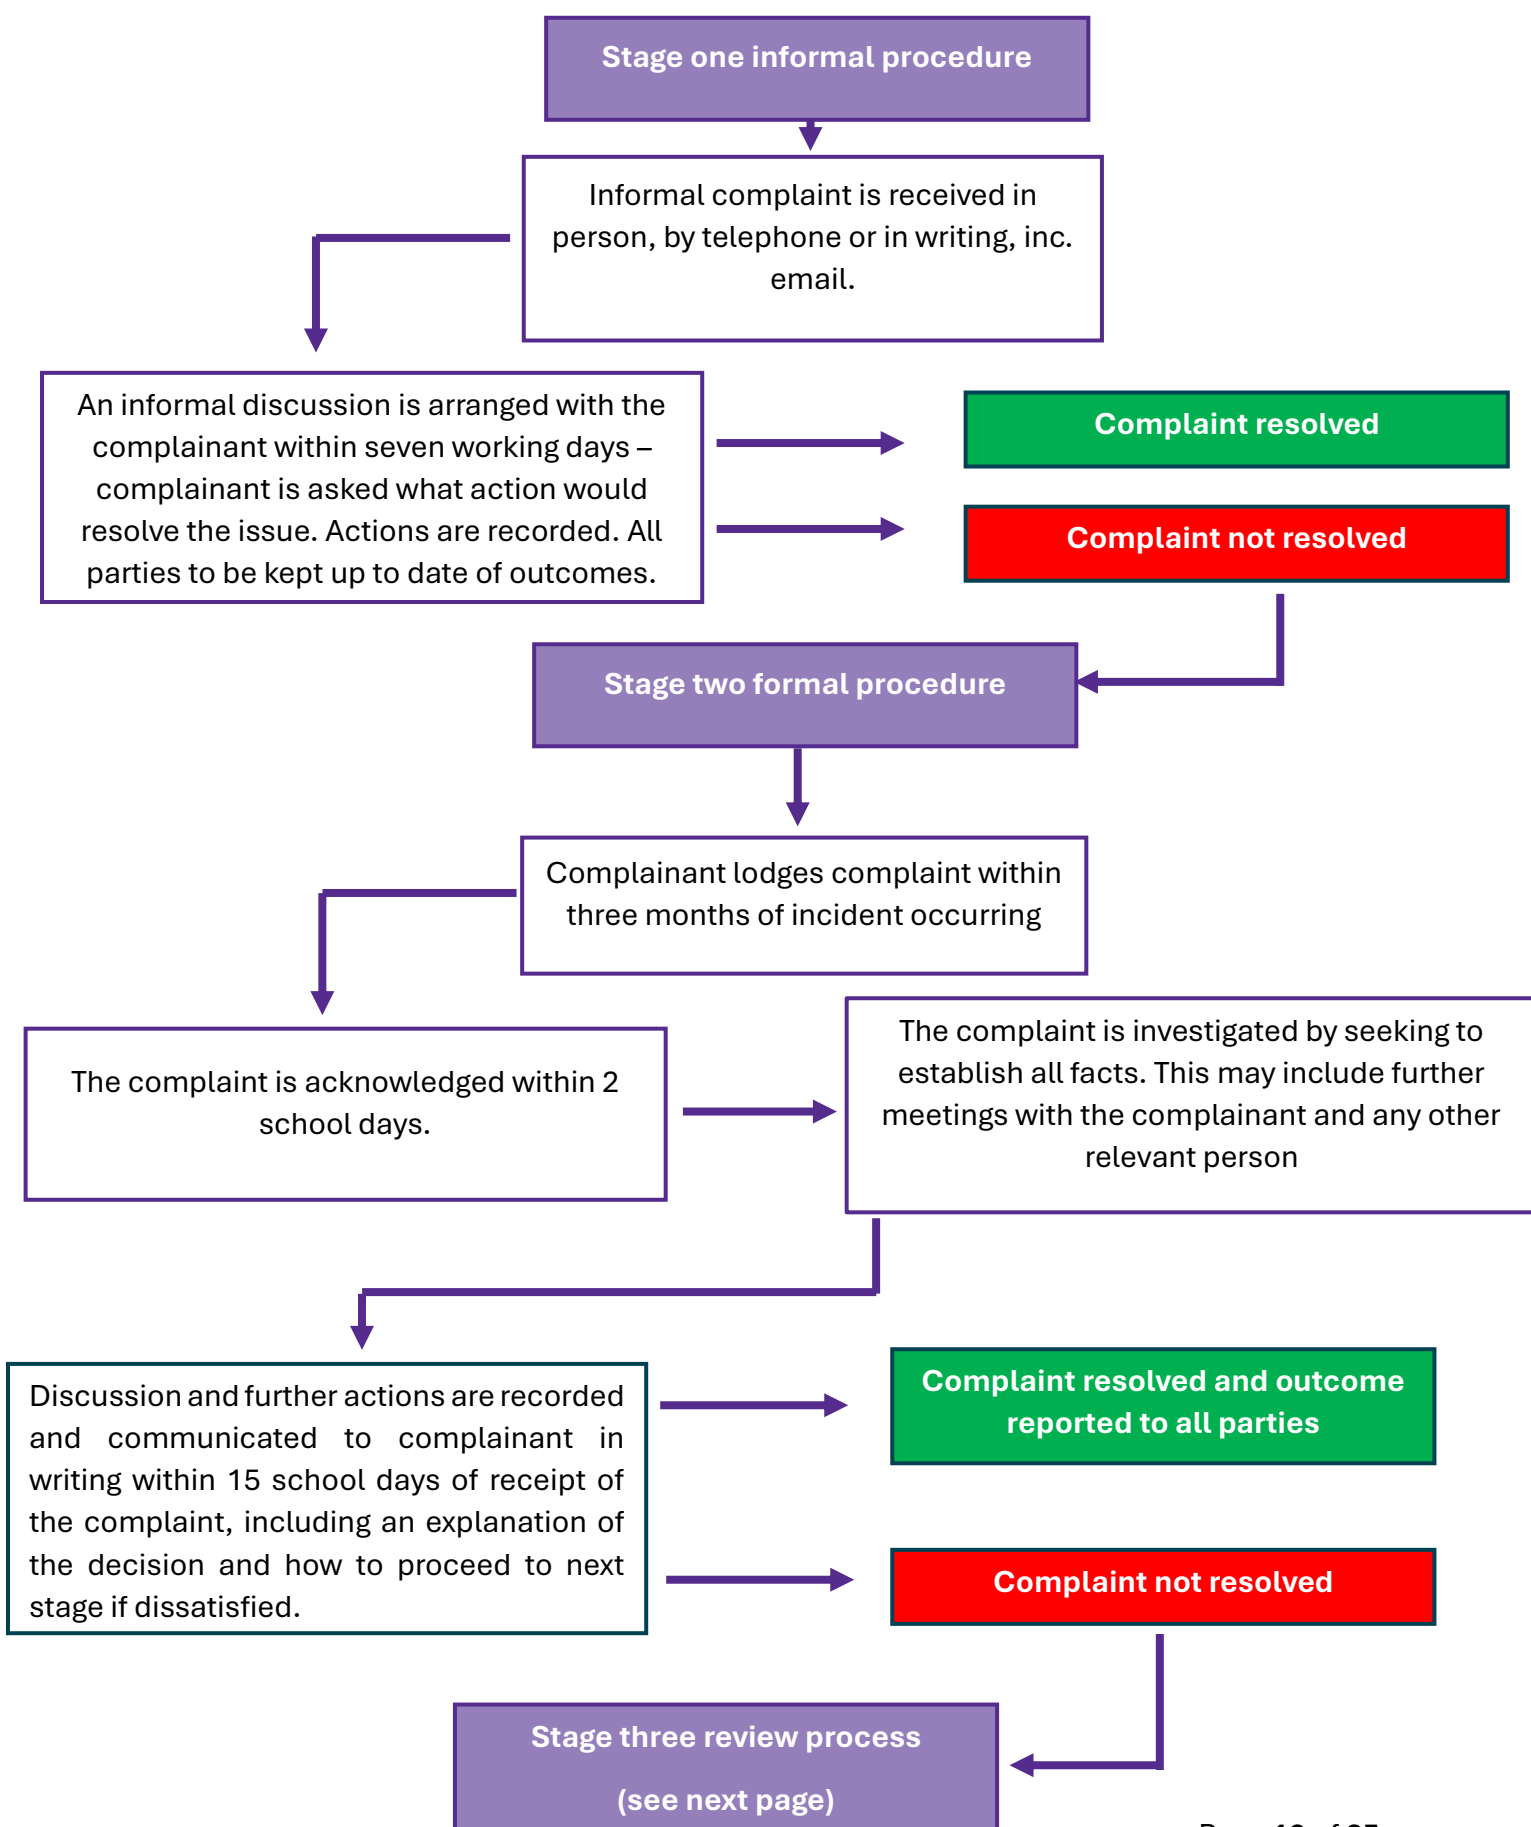 Stage one informal procedure
Informal complaint is received in
person, by telephone or in writing, inc.
email.
An informal discussion is arranged with the
complainant within seven working days –
complainant is asked what action would
resolve the issue. Actions are recorded. All
parties to be kept up to date of outcomes.
Complaint resolved
Complaint not resolved
Stage two formal procedure
Complainant lodges complaint within
three months of incident occurring
The complaint is acknowledged within 2
school days.
The complaint is investigated by seeking to
establish all facts. This may include further
meetings with the complainant and any other
relevant person
Discussion and further actions are recorded
and communicated to complainant in
writing within 15 school days of receipt of
the complaint, including an explanation of
the decision and how to proceed to next
stage if dissatisfied.
Complaint resolved and outcome
reported to all parties
Complaint not resolved
Stage three review process
(see next page)